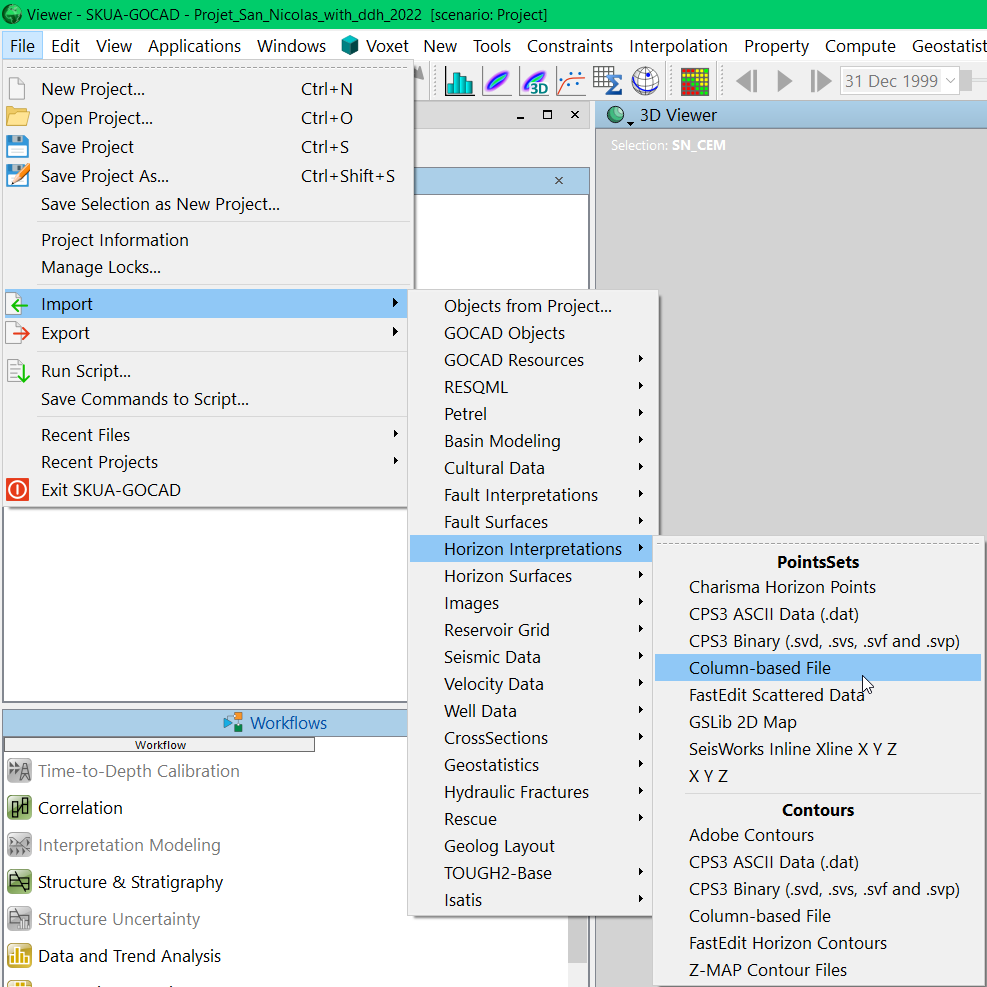 Viewer - SKUA-GOCAD - Projet_San_Nicolas_with_ddh_2022 [scenario: Project]
File Edit View Applications Windows Voxet New Tools Constraints Interpolation Property Compute Geostatist
3D
31 Dec 1999
New Project... Ctrl+N
Open Project... Ctrl+O
Save Project Ctrl+S
Save Project As... Ctrl+Shift+S
Save Selection as New Project...
Project Information
Manage Locks...
Import
Export
Run Script...
Save Commands to Script...
Recent Files
Recent Projects
Exit SKUA-GOCAD
3D Viewer
Selection: SN_CEM
Objects from Project...
GOCAD Objects
GOCAD Resources
RESQML
Petrel
Basin Modeling
Cultural Data
Fault Interpretations
Fault Surfaces
Horizon Interpretations
Horizon Surfaces
Images
Reservoir Grid
Seismic Data
Velocity Data
Well Data
CrossSections
Geostatistics
Hydraulic Fractures
Rescue
Geolog Layout
TOUGH2-Base
Isatis
PointsSets
Charisma Horizon Points
CPS3 ASCII Data (.dat)
CPS3 Binary (.svd, .svs, .svf and .svp)
Column-based File
FastEdit Scattered Data
GSLib 2D Map
SeisWorks Inline Xline X Y Z
X Y Z
Contours
Adobe Contours
CPS3 ASCII Data (.dat)
CPS3 Binary (.svd, .svs, .svf and .svp)
Column-based File
FastEdit Horizon Contours
Z-MAP Contour Files
Workflows
Workflow
Time-to-Depth Calibration
Correlation
Interpretation Modeling
Structure & Stratigraphy
Structure Uncertainty
Data and Trend Analysis